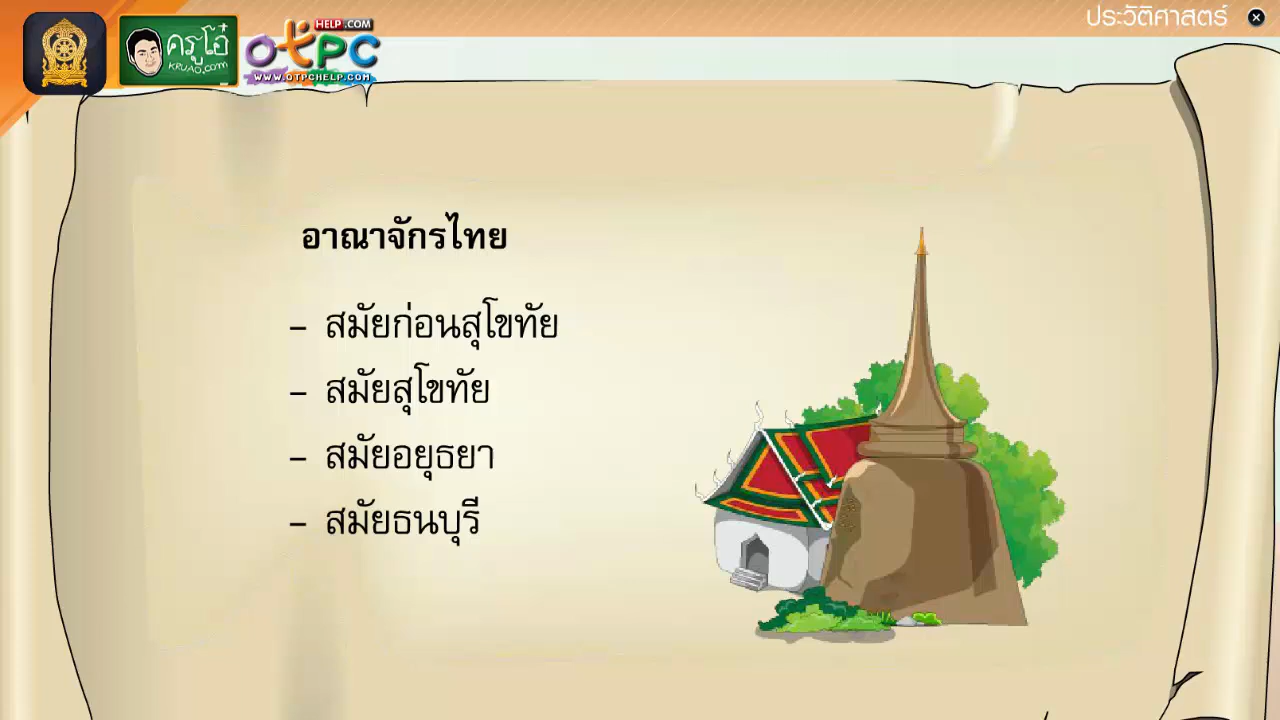 ประวัติศาสตร์
ครูโอ๋
KRUAO.COM
HELP.COM
OTPC
WWW.OTPCHELP.COM
อาณาจักรไทย
– สมัยก่อนสุโขทัย
– สมัยสุโขทัย
– สมัยอยุธยา
– สมัยธนบุรี